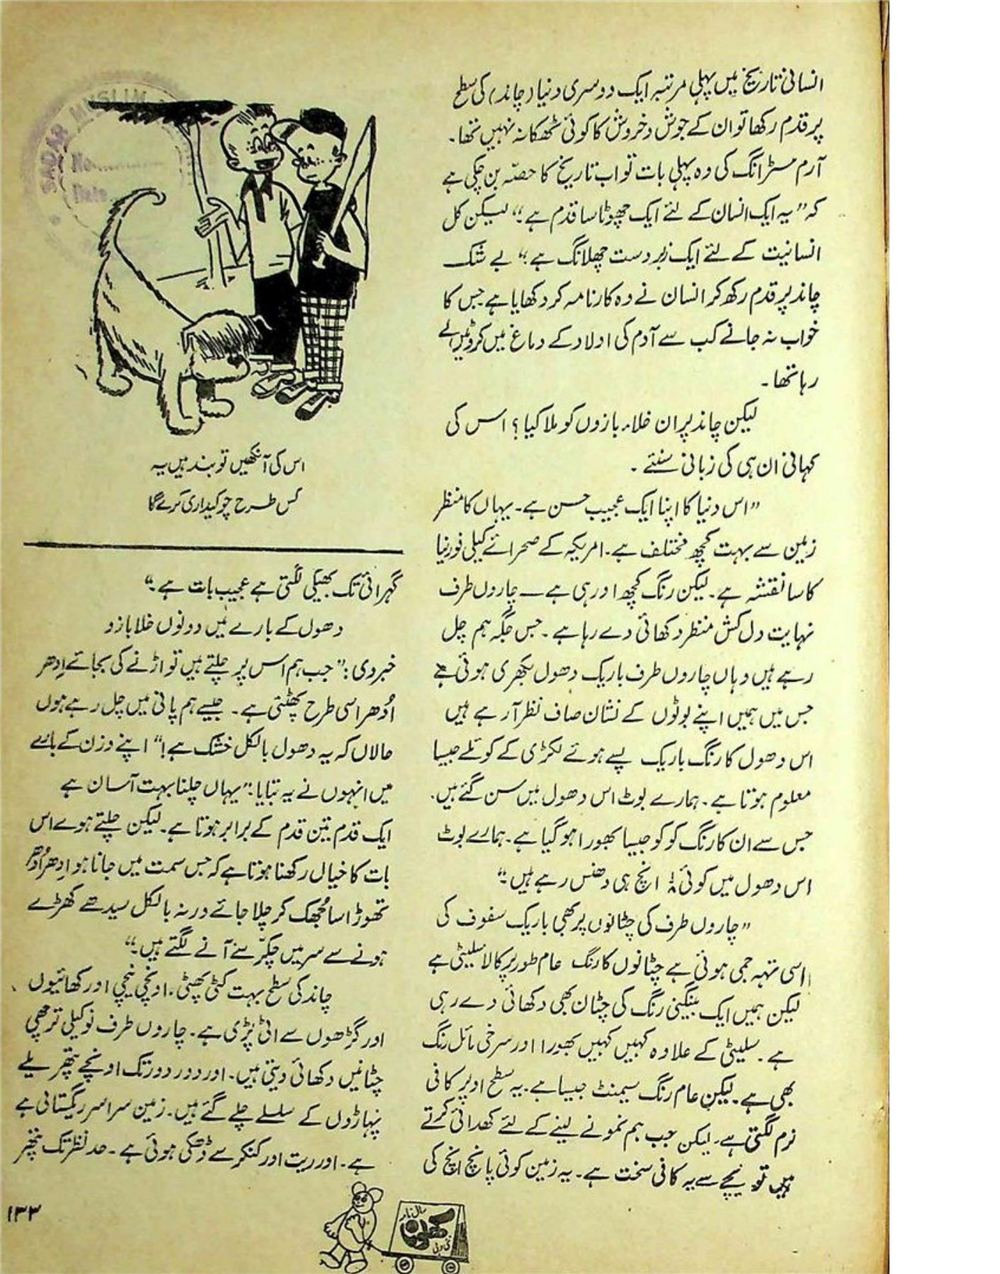 انسانی تاریخ میں پہلی مرتبہ ایک دوسری دنیا (چاند) کی سطح
پر قدم رکھا تو ان کے جوش و خروش کا کوئی ٹھکانہ نہیں تھا۔
آرم سٹرانگ کی وہ پہلی بات تو اب تاریخ کا حصہ بن چکی ہے
کہ "یہ ایک انسان کے لئے ایک چھوٹا سا قدم ہے" لیکن کل
انسانیت کے لئے ایک زبردست چھلانگ ہے" بے شک
چاند پر قدم رکھ کر انسان نے وہ کارنامہ کر دکھایا ہے جس کا
خواب نہ جانے کب سے آدم کی اولاد کے دماغ میں کروٹیں لے
رہا تھا۔
لیکن چاند پر ان خلاء بازوں کو ملا کیا؟ اس کی
کہانی ان ہی کی زبانی سنئے۔
"اس دنیا کا اپنا ایک عجیب حسن ہے۔ یہاں کا منظر
زمین سے بہت کچھ مختلف ہے۔ امریکہ کے صحرائے کیلی فورنیا
کا سا نقشہ ہے۔ لیکن رنگ کچھ اور ہی ہے — چاروں طرف
نہایت دل کش منظر دکھائی دے رہا ہے۔ جس جگہ ہم چل
رہے ہیں وہاں چاروں طرف باریک دھول بکھری ہوئی ہے
جس میں ہمیں اپنے بوٹوں کے نشان صاف نظر آ رہے ہیں
اس دھول کا رنگ باریک پسے ہوئے لکڑی کے کوئلے جیسا
معلوم ہوتا ہے۔ ہمارے بوٹ اس دھول میں سن گئے ہیں۔
جس سے ان کا رنگ کوکو جیسا بھورا ہو گیا ہے۔ ہمارے بوٹ
اس دھول میں کوئی انچ ہی دھنس رہے ہیں"
"چاروں طرف کی چٹانوں پر بھی باریک سفوف کی
اسی تہہ جمی ہوئی ہے چٹانوں کا رنگ عام طور پر کالا سلیٹی ہے
لیکن ہمیں ایک بینگنی رنگ کی چٹان بھی دکھائی دے رہی
ہے۔ سلیٹی کے علاوہ کہیں کہیں بھورا اور سرخی مائل رنگ
بھی ہے۔ لیکن عام رنگ سیمنٹ جیسا ہے۔ یہ سطح اوپر کافی
نرم لگتی ہے۔ لیکن جب ہم نمونے لینے کے لئے کھدائی کرتے
ہیں تو نیچے سے یہ کافی سخت ہے۔ یہ زمین کوئی پانچ انچ کی
SADAR MUSLIM
Date
اس کی آنکھیں تو بند ہیں یہ
کس طرح چوکیداری کرے گا
گہرائی تک بھیگی لگتی ہے عجیب بات ہے"
دھول کے بارے میں دونوں خلا بازو
خبر دی: "جب ہم اس پر چلتے ہیں تو اڑنے کی بجائے اِدھر
اُدھر اسی طرح پھٹتی ہے۔ جیسے ہم پانی میں چل رہے ہوں
حالاں کہ یہ دھول بالکل خشک ہے!" اپنے وزن کے بارے
میں انہوں نے یہ بتایا: "یہاں چلنا بہت آسان ہے
ایک قدم تین قدم کے برابر ہوتا ہے۔ لیکن چلتے ہوے اس
بات کا خیال رکھنا ہوتا ہے کہ جس سمت میں جانا ہو اِدھر اُدھر
تھوڑا سا جُھک کر چلا جائے ورنہ بالکل سیدھے کھڑے
ہونے سے سر میں چکر سے آنے لگتے ہیں"
چاند کی سطح بہت کٹی پھٹی، اونچی نیچی اور کھائیوں
اور گڑھوں سے اٹی پڑی ہے۔ چاروں طرف نوکیلی ترچھی
چٹانیں دکھائی دیتی ہیں۔ اور دور دور تک اونچے پتھریلے
پہاڑوں کے سلسلے چلے گئے ہیں۔ زمین سراسر ریگستانی ہے
ہے۔ اور ریت اور کنکر سے ڈھکی ہوئی ہے۔ حد نظر تک پتھر
سال نامہ
کھلونا
نئی دہلی
۱۳۳